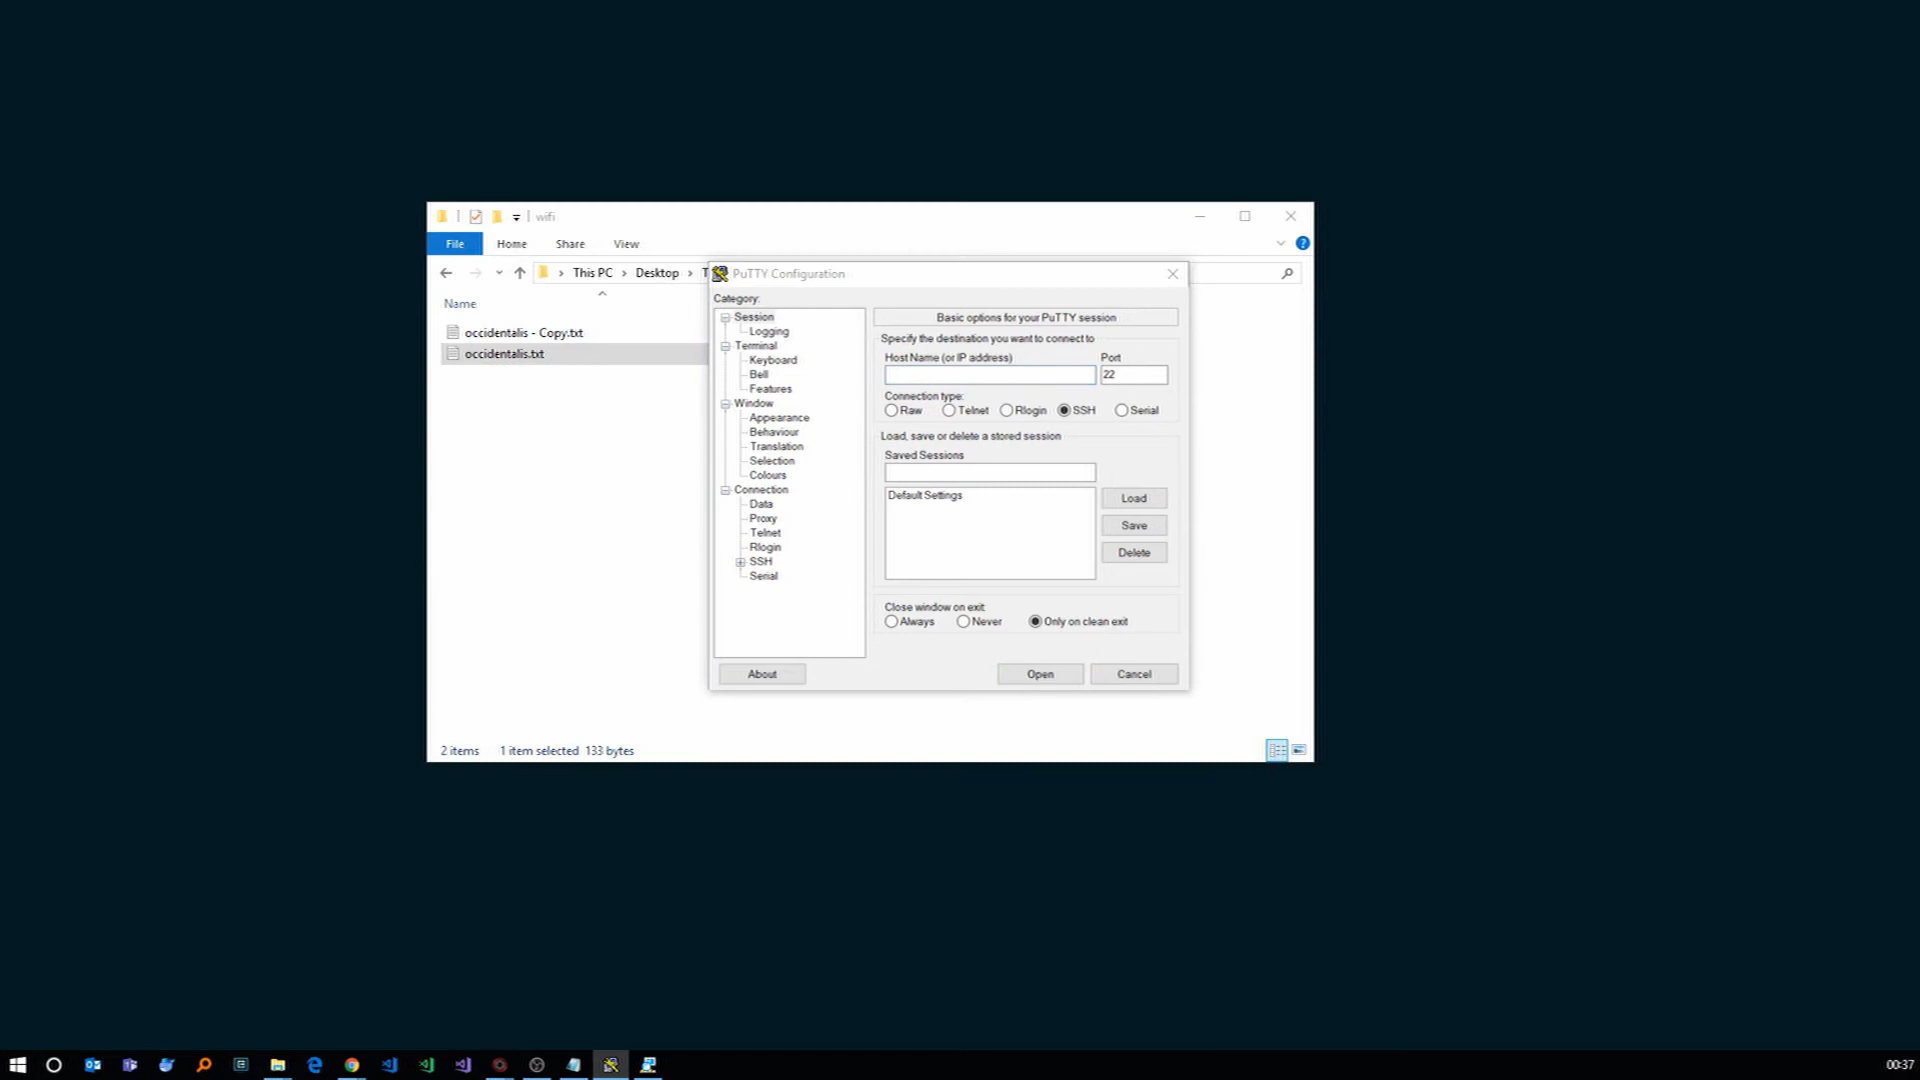 wifi
File Home Share View
This PC Desktop
Name
occidentalis - Copy.txt
occidentalis.txt
2 items 1 item selected 133 bytes
PuTTY Configuration
Category:
Session
Logging
Terminal
Keyboard
Bell
Features
Window
Appearance
Behaviour
Translation
Selection
Colours
Connection
Data
Proxy
Telnet
Rlogin
SSH
Serial
Basic options for your PuTTY session
Specify the destination you want to connect to
Host Name (or IP address) Port
22
Connection type:
Raw Telnet Rlogin SSH Serial
Load, save or delete a stored session
Saved Sessions
Default Settings
Load
Save
Delete
Close window on exit:
Always Never Only on clean exit
About Open Cancel
00:37